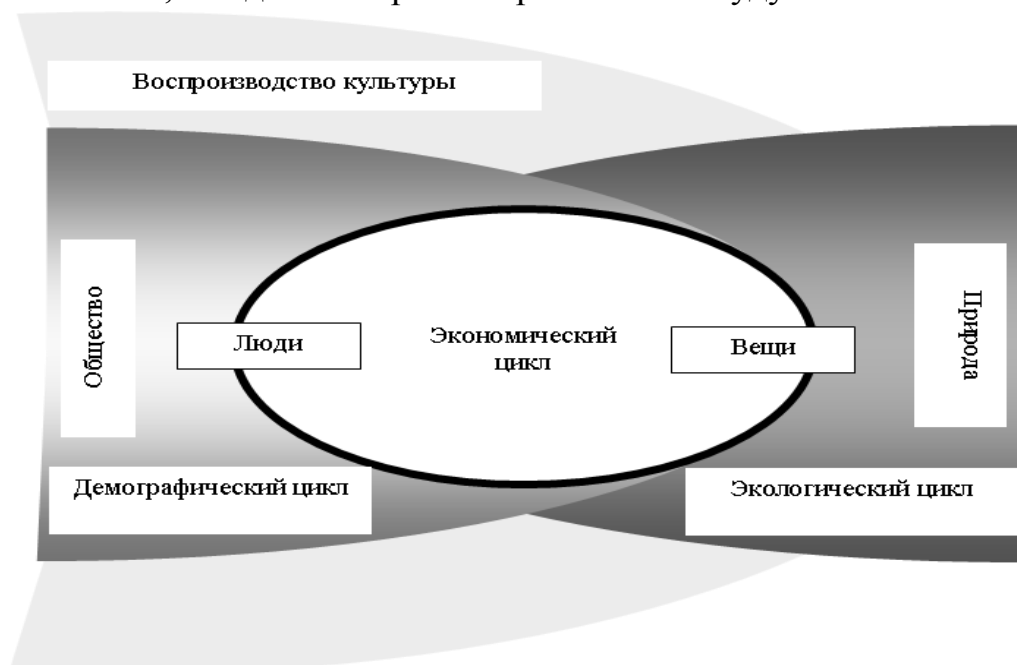 Воспроизводство культуры
Общество
Люди
Экономический
цикл
Вещи
Природа
Демографический цикл
Экологический цикл